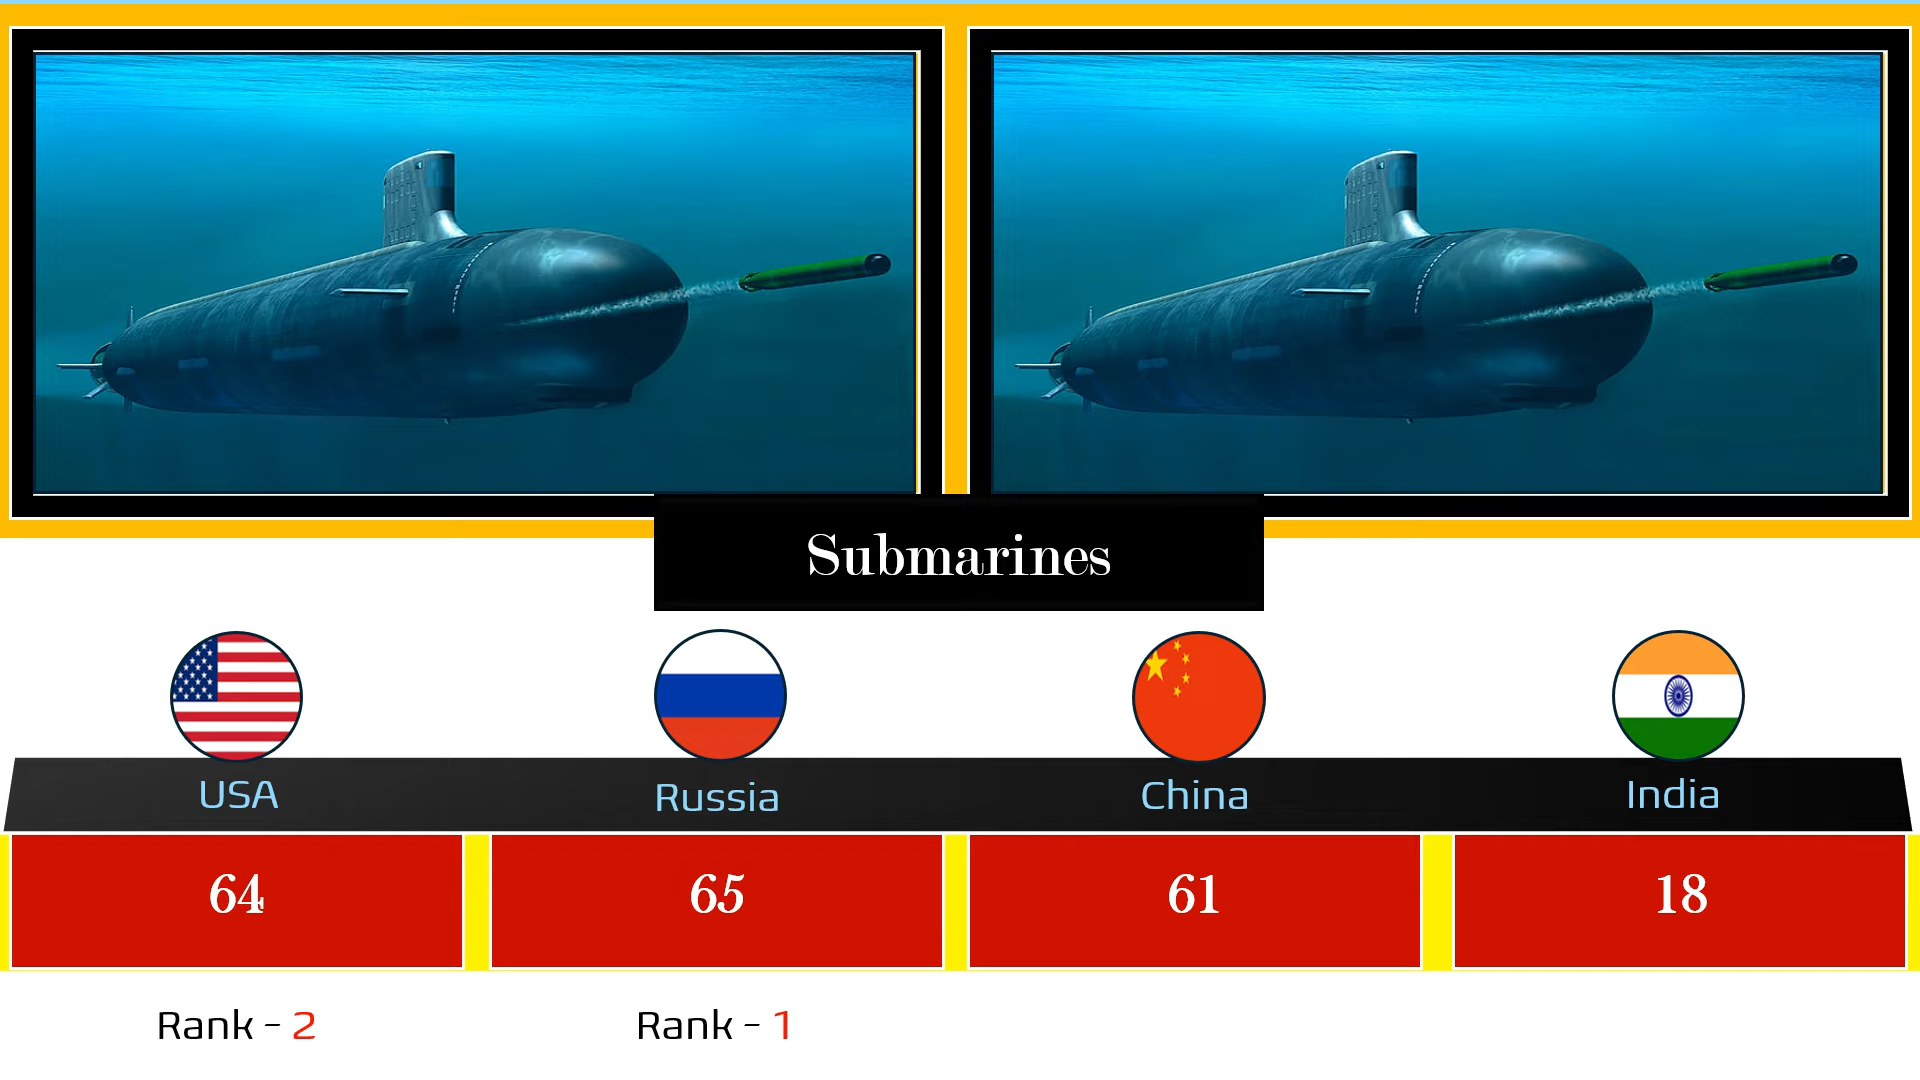 Submarines
USA
Russia
China
India
64
65
61
18
Rank - 2
Rank - 1